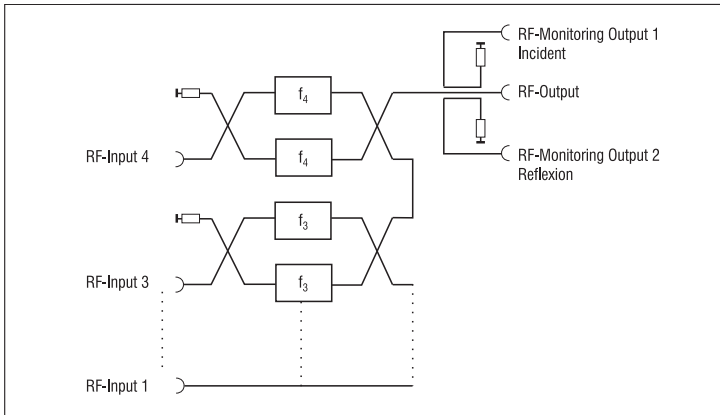 RF-Monitoring Output 1
Incident
f₄
RF-Output
f₄
RF-Input 4
RF-Monitoring Output 2
Reflexion
f₃
f₃
RF-Input 3
RF-Input 1